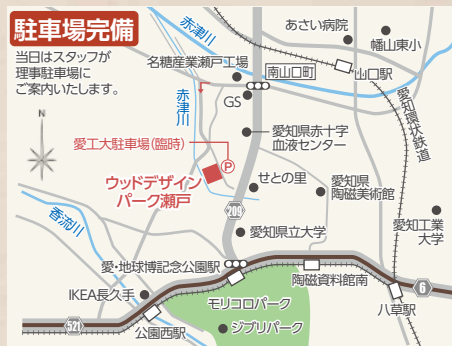 駐車場完備
当日はスタッフが
理事駐車場に
ご案内いたします。
赤津川
あさい病院
幡山東小
名糖産業瀬戸工場
南山口町
山口駅
GS
赤津川
愛知環状鉄道
愛工大駐車場(臨時)
P
愛知県赤十字
血液センター
ウッドデザイン
パーク瀬戸
せとの里
愛知県
陶磁美術館
香流川
209
愛知県立大学
愛知工業
大学
愛・地球博記念公園駅
陶磁資料館南
6
IKEA長久手
モリコロパーク
八草駅
521
公園西駅
ジブリパーク
N